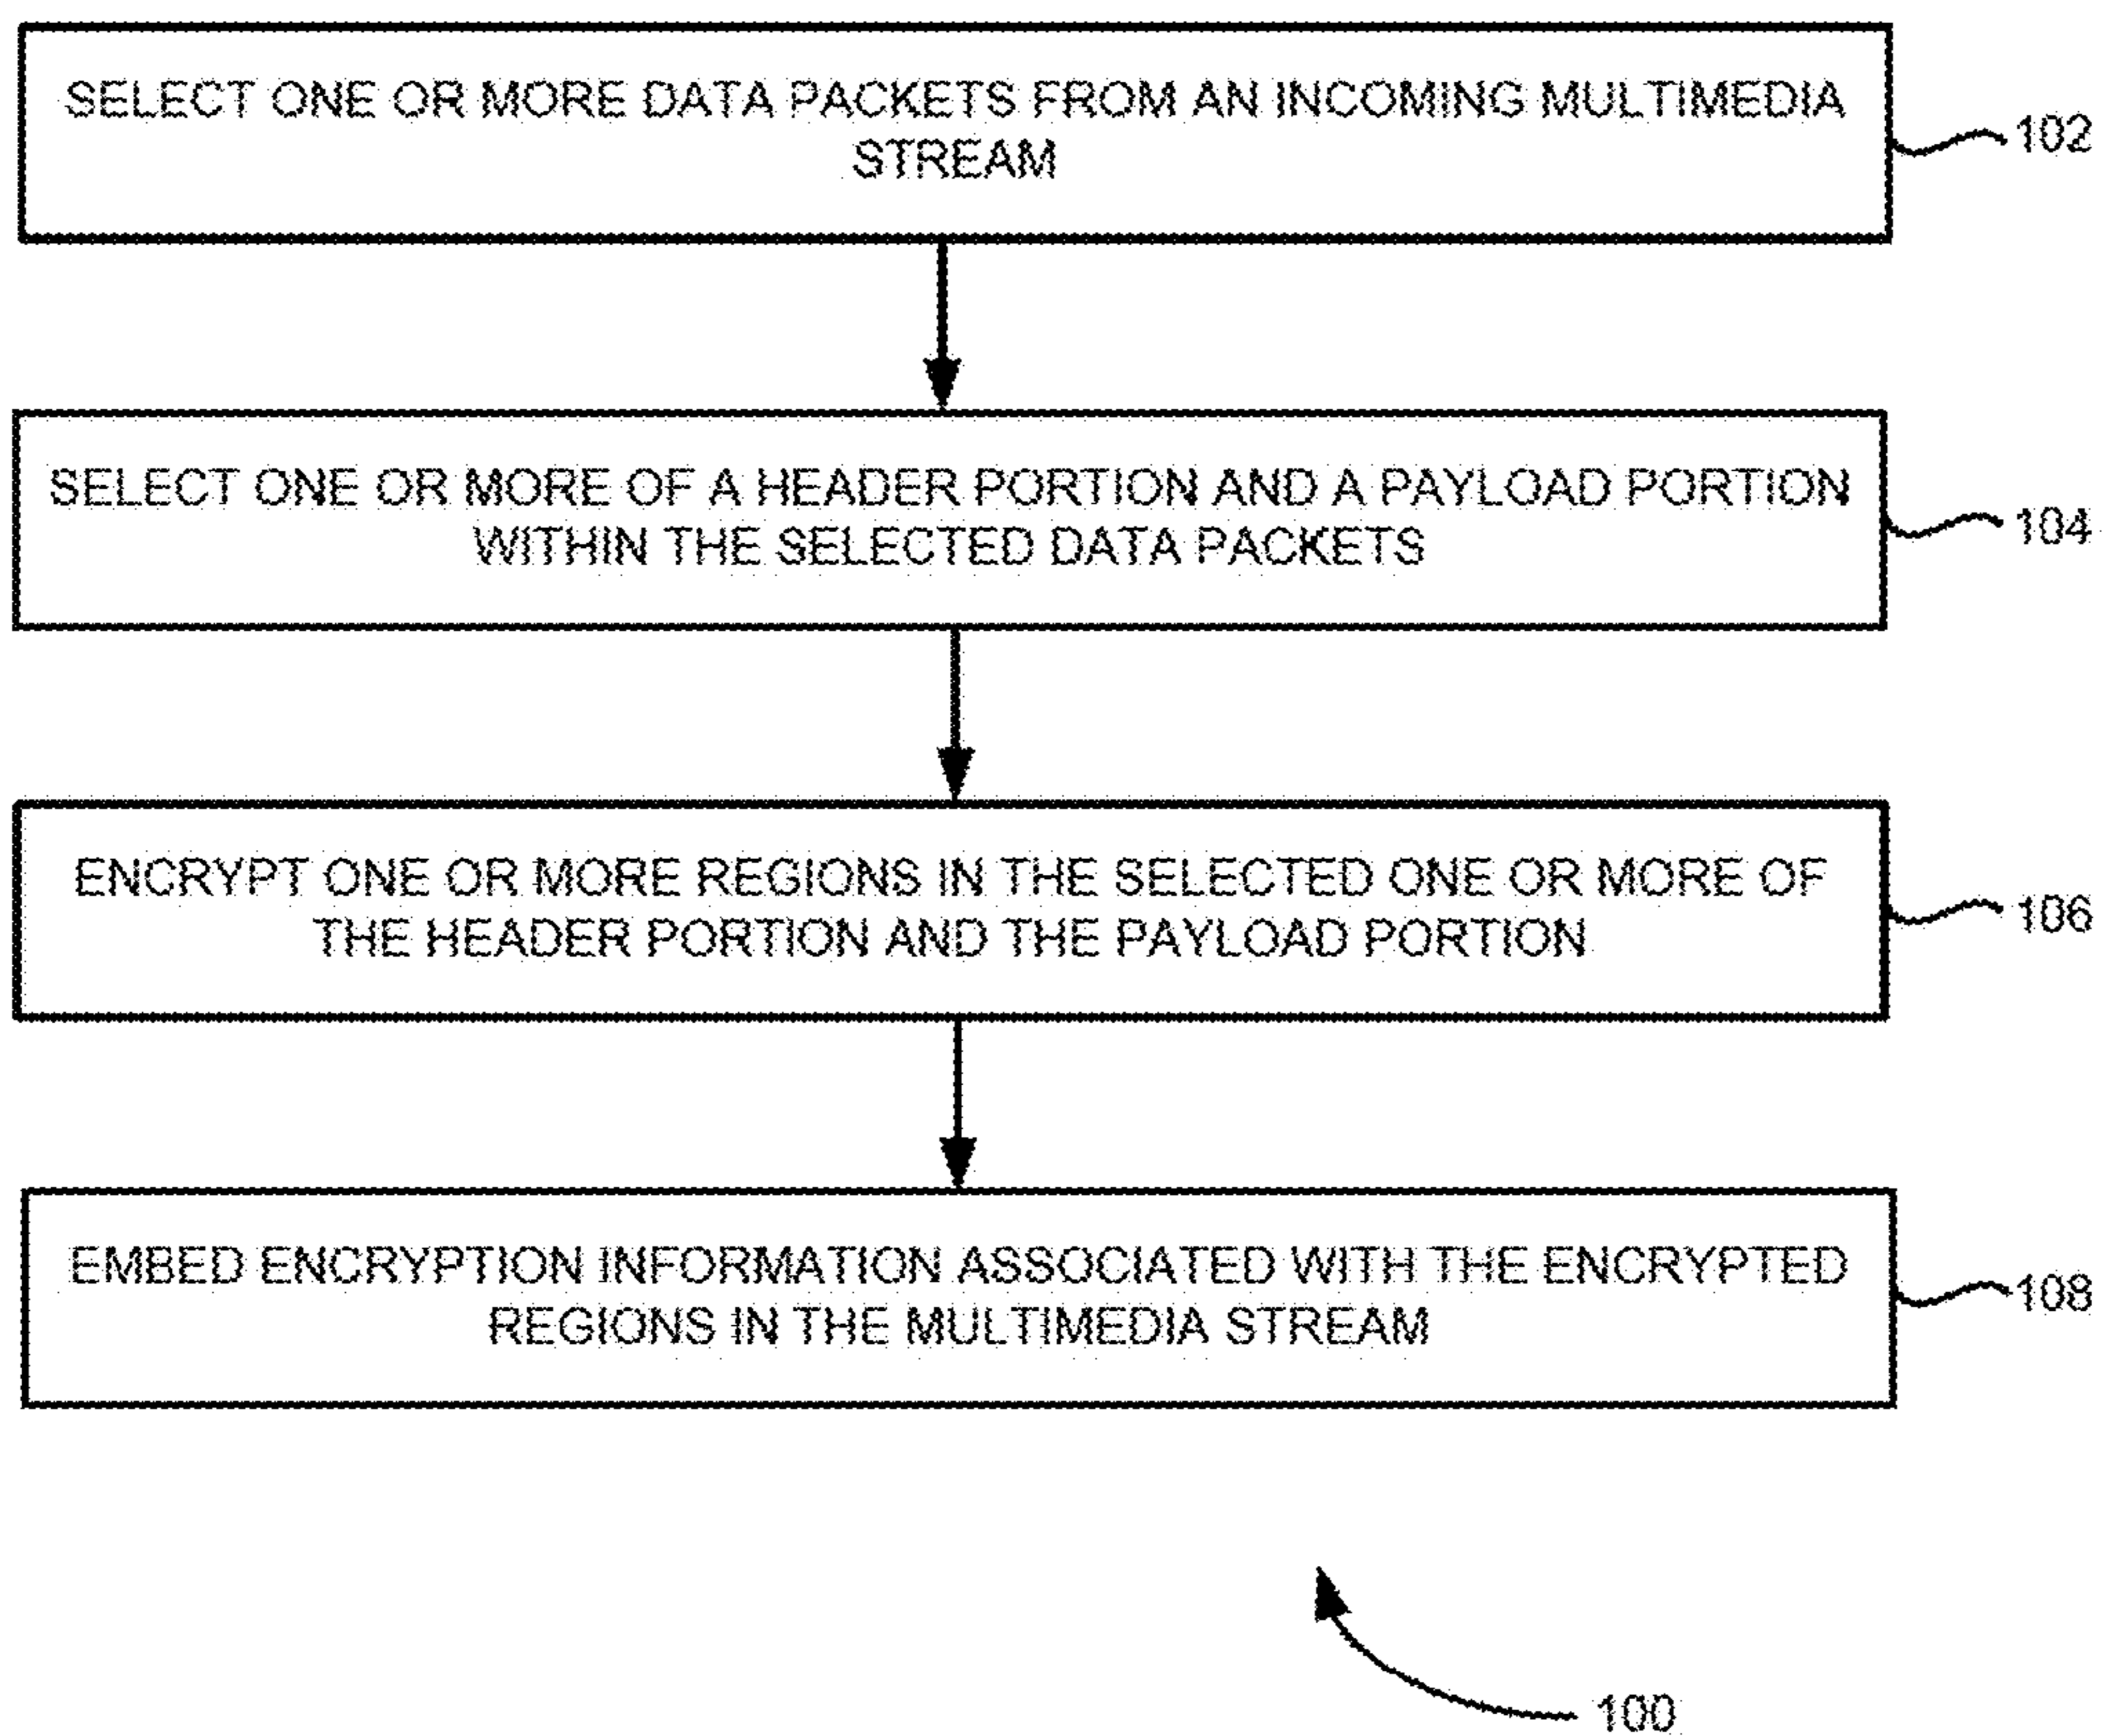 SELECT ONE OR MORE DATA PACKETS FROM AN INCOMING MULTIMEDIA
STREAM
102
SELECT ONE OR MORE OF A HEADER PORTION AND A PAYLOAD PORTION
WITHIN THE SELECTED DATA PACKETS
104
ENCRYPT ONE OR MORE REGIONS IN THE SELECTED ONE OR MORE OF
THE HEADER PORTION AND THE PAYLOAD PORTION
106
EMBED ENCRYPTION INFORMATION ASSOCIATED WITH THE ENCRYPTED
REGIONS IN THE MULTIMEDIA STREAM
108
100